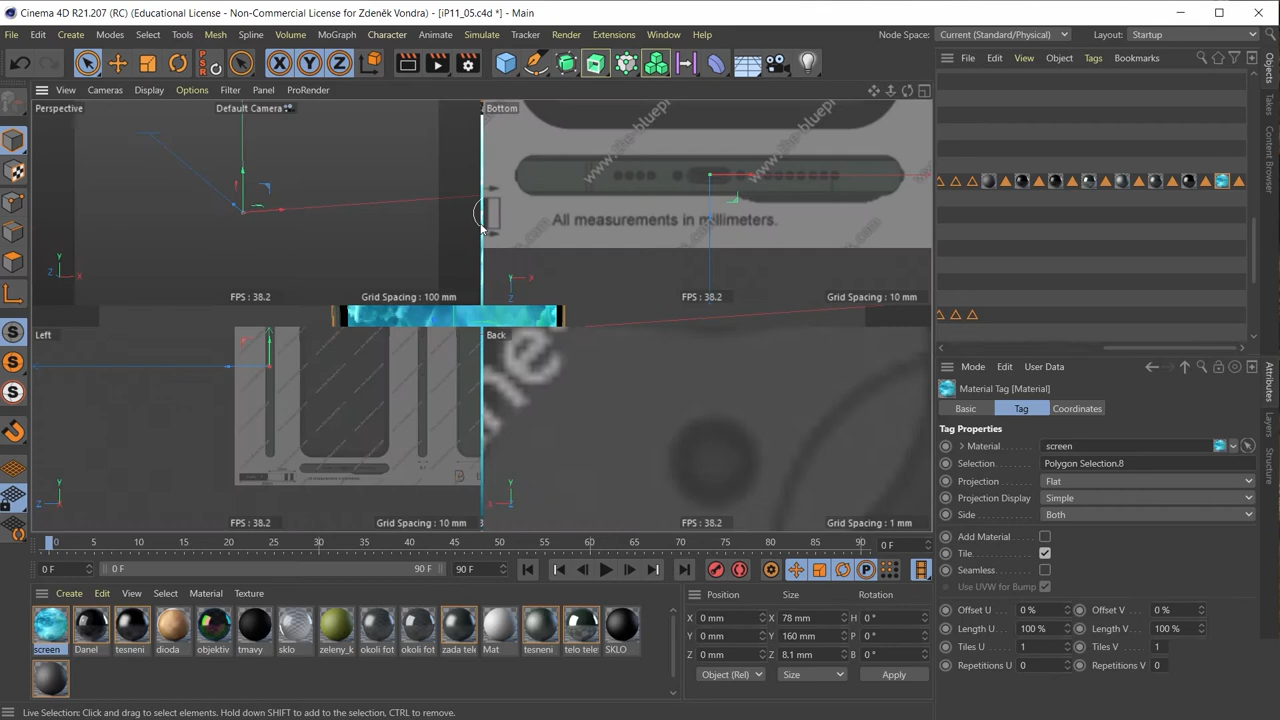 Cinema 4D R21.207 (RC) (Educational License - Non-Commercial License for Zdeněk Vondra) - [iP11_05.c4d *] - Main
File Edit Create Modes Select Tools Mesh Spline Volume MoGraph Character Animate Simulate Tracker Render Extensions Window Help Node Space: Current (Standard/Physical) Layout: Startup
PSR
X Y Z
File Edit View Object Tags Bookmarks
View Cameras Display Options Filter Panel ProRender
Perspective Default Camera Bottom
www.the-bluepr
All measurements in millimeters.
FPS : 38.2 Grid Spacing : 100 mm FPS : 38.2 Grid Spacing : 10 mm
Left Back
FPS : 38.2 Grid Spacing : 10 mm FPS : 38.2 Grid Spacing : 1 mm
Objects
Takes
Content Browser
Attributes
Layers
Structure
Mode Edit User Data
Material Tag [Material]
Basic Tag Coordinates
Tag Properties
Material screen
Selection Polygon Selection.8
Projection Flat
Projection Display Simple
Side Both
Add Material
Tile
Seamless
Use UVW for Bump
Offset U 0 % Offset V 0 %
Length U 100 % Length V 100 %
Tiles U 1 Tiles V 1
Repetitions U 0 Repetitions V 0
0 5 10 15 20 25 30 35 40 45 50 55 60 65 70 75 80 85 90 0 F
0 F 0 F 90 F 90 F
Create Edit View Select Material Texture
screen Danel tesneni dioda objektiv tmavy sklo zeleny_k okoli fot okoli fot zada tele Mat tesneni telo tele SKLO
Position Size Rotation
X 0 mm X 78 mm H 0 °
Y 0 mm Y 160 mm P 0 °
Z 0 mm Z 8.1 mm B 0 °
Object (Rel) Size Apply
Live Selection: Click and drag to select elements. Hold down SHIFT to add to the selection, CTRL to remove.